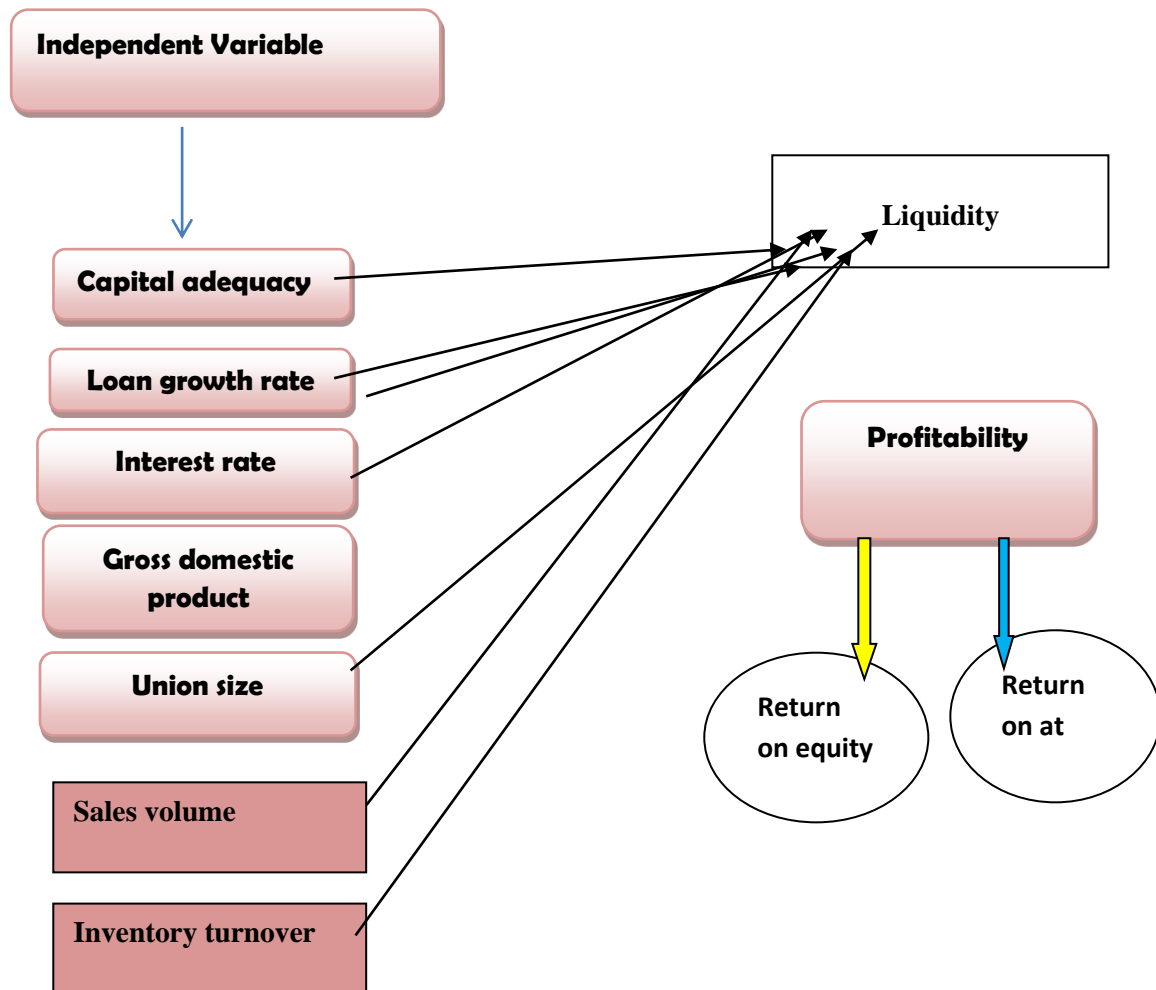 Independent Variable
Liquidity
Capital adequacy
Loan growth rate
Interest rate
Gross domestic
product
Union size
Sales volume
Inventory turnover
Profitability
Return
on equity
Return
on at